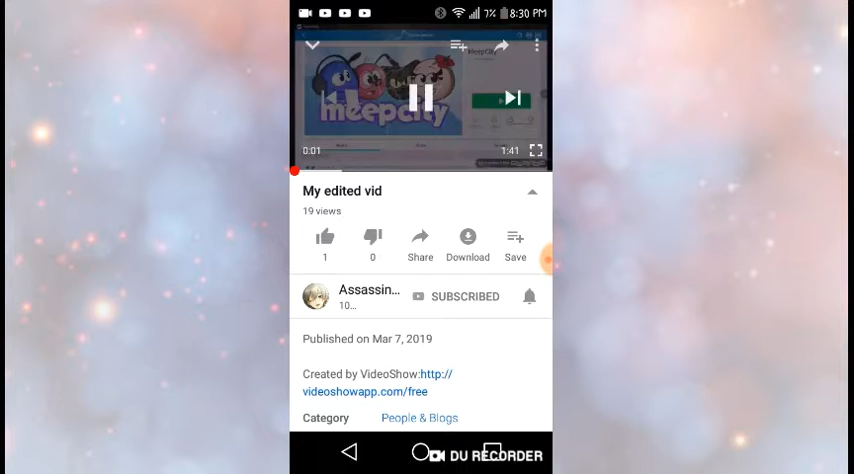 7% 8:30 PM
MeepCity
meepcity
0:01 1:41
My edited vid
19 views
1 0 Share Download Save
Assassin... SUBSCRIBED
10...
Published on Mar 7, 2019
Created by VideoShow:http://
videoshowapp.com/free
Category People & Blogs
DU RECORDER